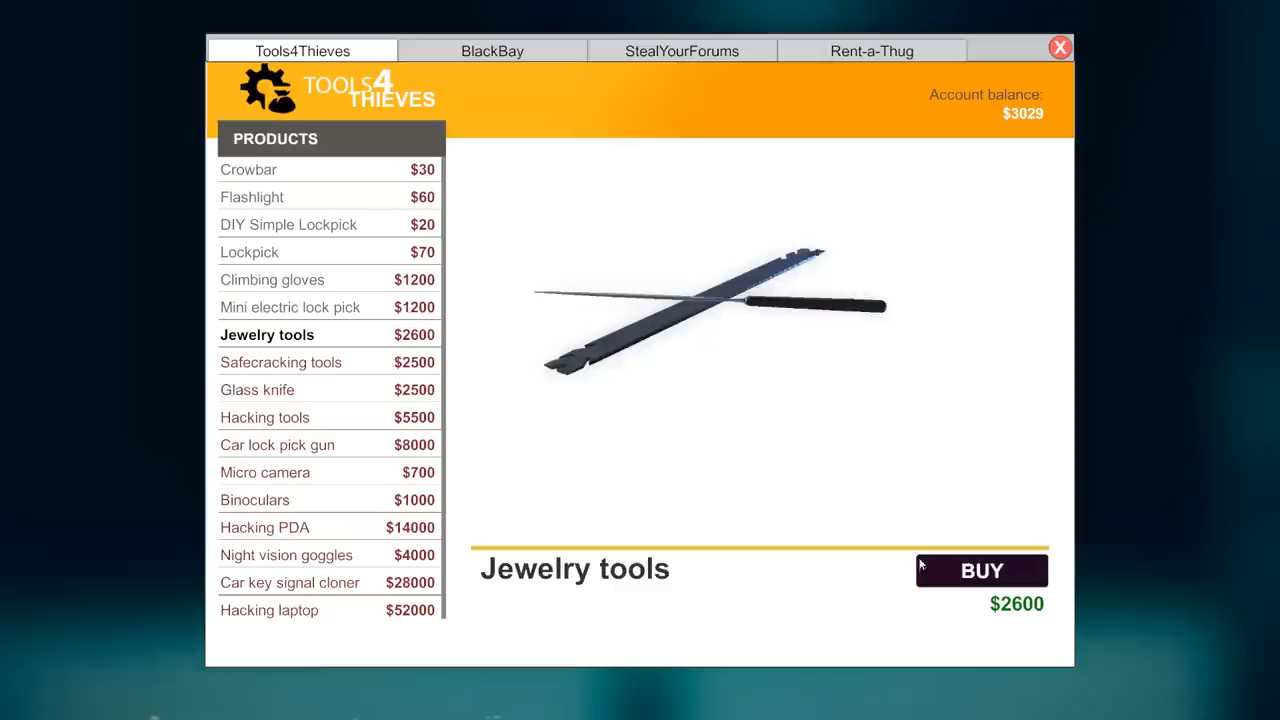 Tools4Thieves BlackBay StealYourForums Rent-a-Thug X
TOOLS4
THIEVES
Account balance:
$3029
PRODUCTS
Crowbar $30
Flashlight $60
DIY Simple Lockpick $20
Lockpick $70
Climbing gloves $1200
Mini electric lock pick $1200
Jewelry tools $2600
Safecracking tools $2500
Glass knife $2500
Hacking tools $5500
Car lock pick gun $8000
Micro camera $700
Binoculars $1000
Hacking PDA $14000
Night vision goggles $4000
Car key signal cloner $28000
Hacking laptop $52000
Jewelry tools
BUY
$2600